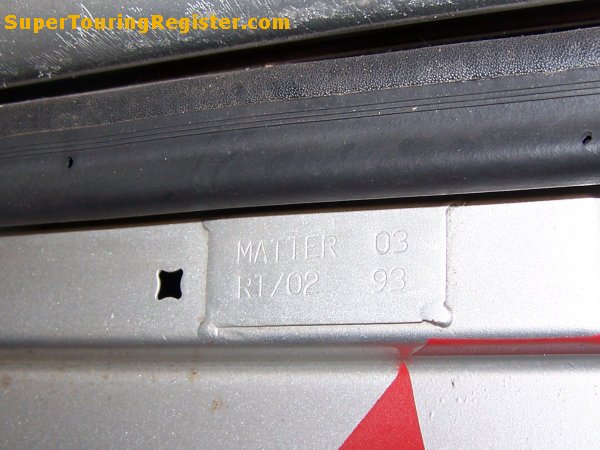 SuperTouringRegister.com
MATTER 03
RT/02 93